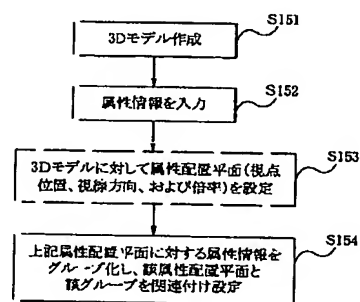 S151
3Dモデル作成
S152
属性情報を入力
S153
3Dモデルに対して属性配置平面(視点
位置、視線方向、および倍率)を設定
S154
上記属性配置平面に対する属性情報を
グループ化し、該属性配置平面と
該グループを関連付け設定